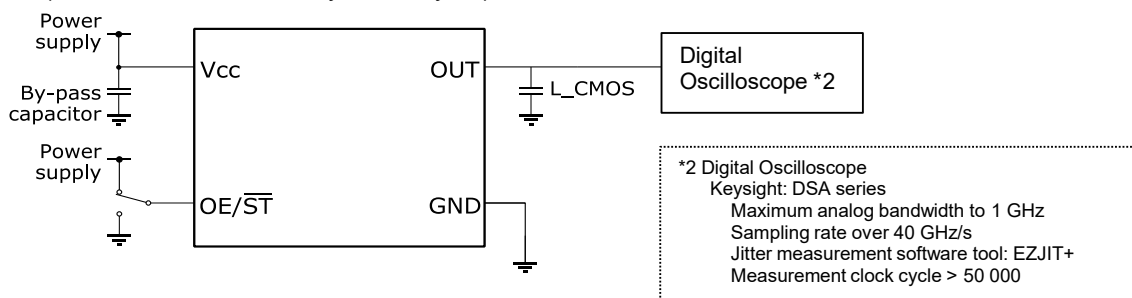 Power
supply
Vcc
OUT
Digital
Oscilloscope *2
By-pass
capacitor
L_CMOS
Power
supply
OE/S̅T̅
GND
*2 Digital Oscilloscope
Keysight: DSA series
Maximum analog bandwidth to 1 GHz
Sampling rate over 40 GHz/s
Jitter measurement software tool: EZJIT+
Measurement clock cycle > 50 000